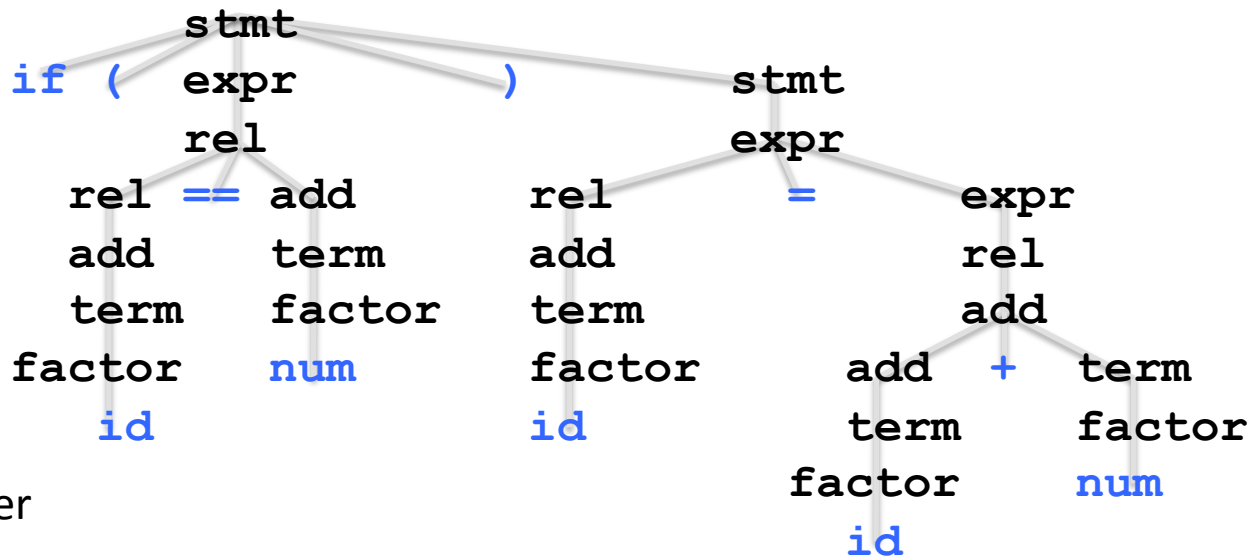 stmt
if ( expr ) stmt
rel expr
rel == add rel = expr
add term add rel
term factor term add
factor num factor add + term
id id term factor
factor num
er
id